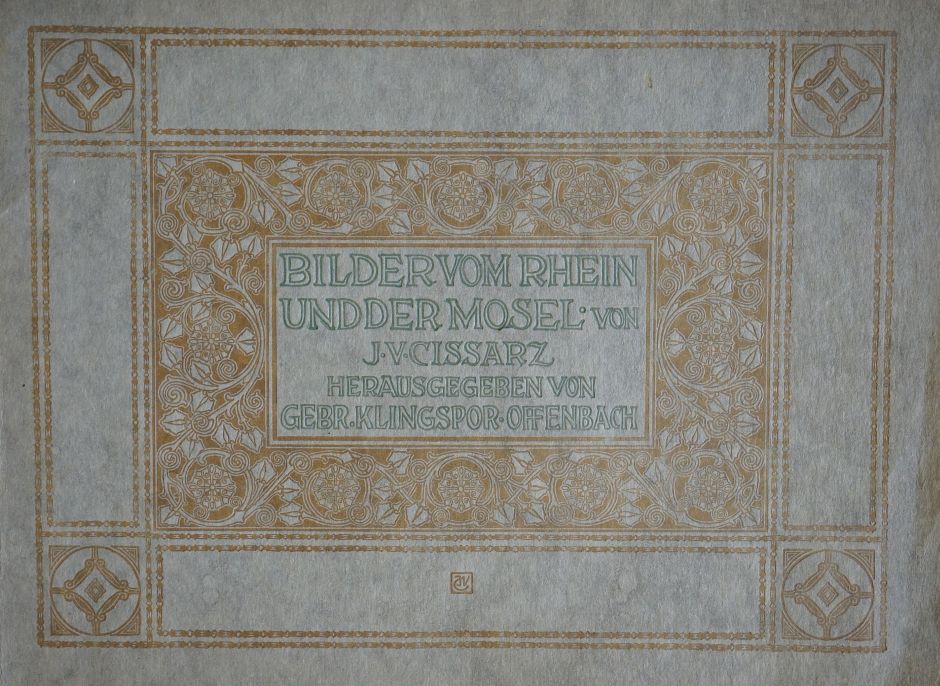 BILDER VOM RHEIN
UND DER MOSEL: VON
J·V·CISSARZ
HERAUSGEGEBEN VON
GEBR·KLINGSPOR·OFFENBACH